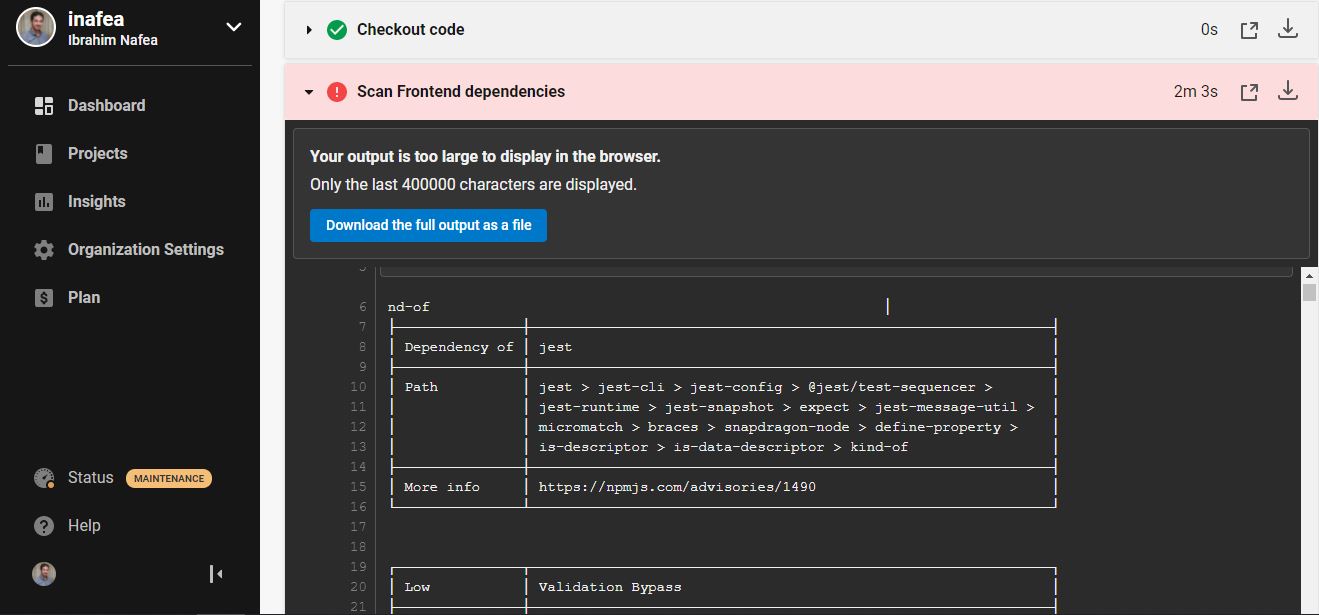 inafea
Ibrahim Nafea
Dashboard
Projects
Insights
Organization Settings
Plan
Status MAINTENANCE
Help
Checkout code 0s
Scan Frontend dependencies 2m 3s
Your output is too large to display in the browser.
Only the last 400000 characters are displayed.
Download the full output as a file
6 nd-of
7
8 Dependency of jest
9
10 Path jest > jest-cli > jest-config > @jest/test-sequencer >
11 jest-runtime > jest-snapshot > expect > jest-message-util >
12 micromatch > braces > snapdragon-node > define-property >
13 is-descriptor > is-data-descriptor > kind-of
14
15 More info https://npmjs.com/advisories/1490
16
17
18
19
20 Low Validation Bypass
21